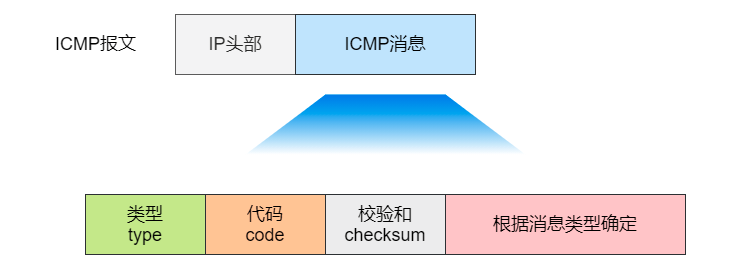 ICMP报文
IP头部
ICMP消息
类型
type
代码
code
校验和
checksum
根据消息类型确定